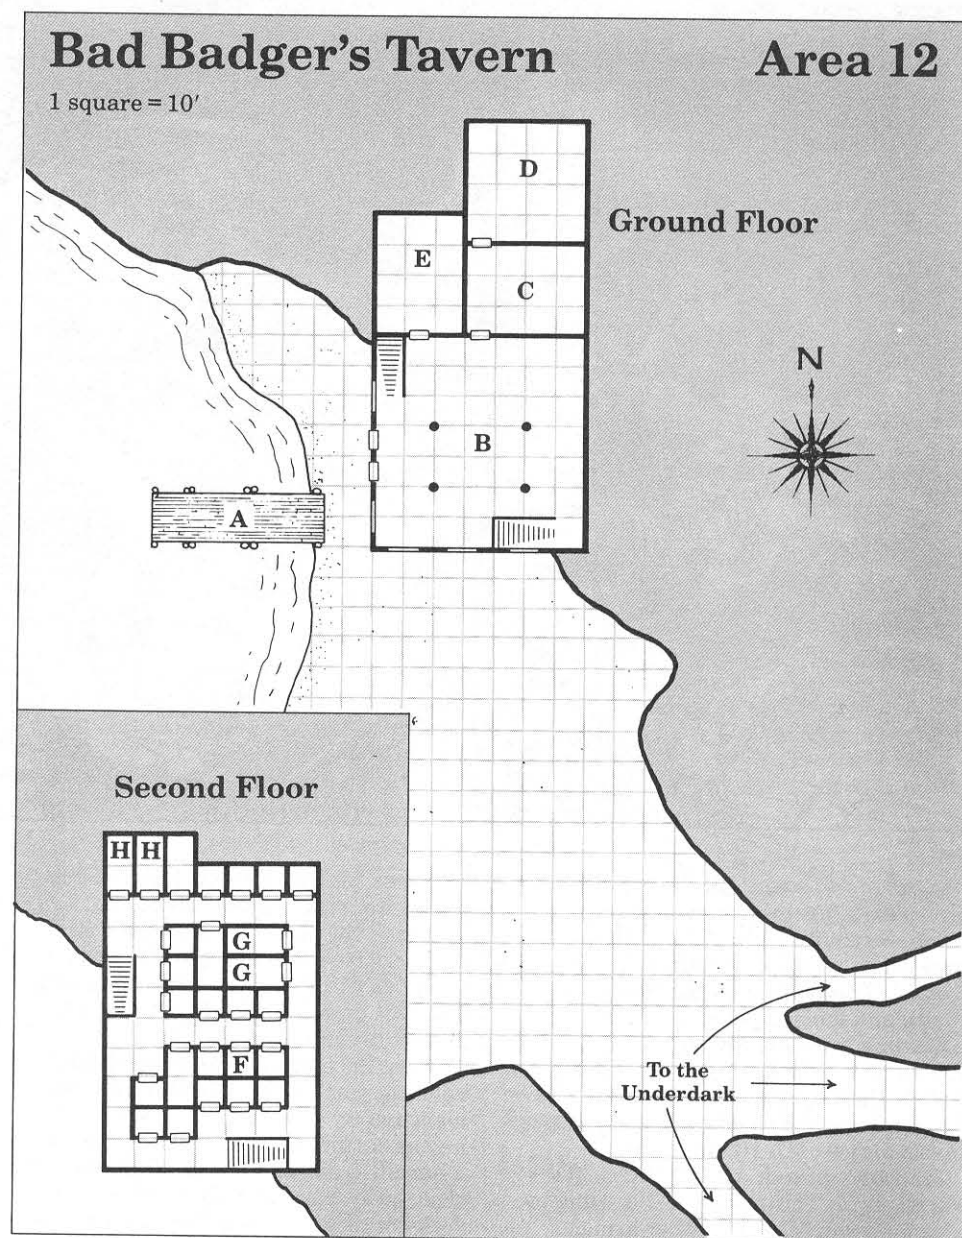 Bad Badger's Tavern
Area 12
1 square = 10'
D
Ground Floor
E
C
N
B
A
Second Floor
H H
G
G
F
To the
Underdark